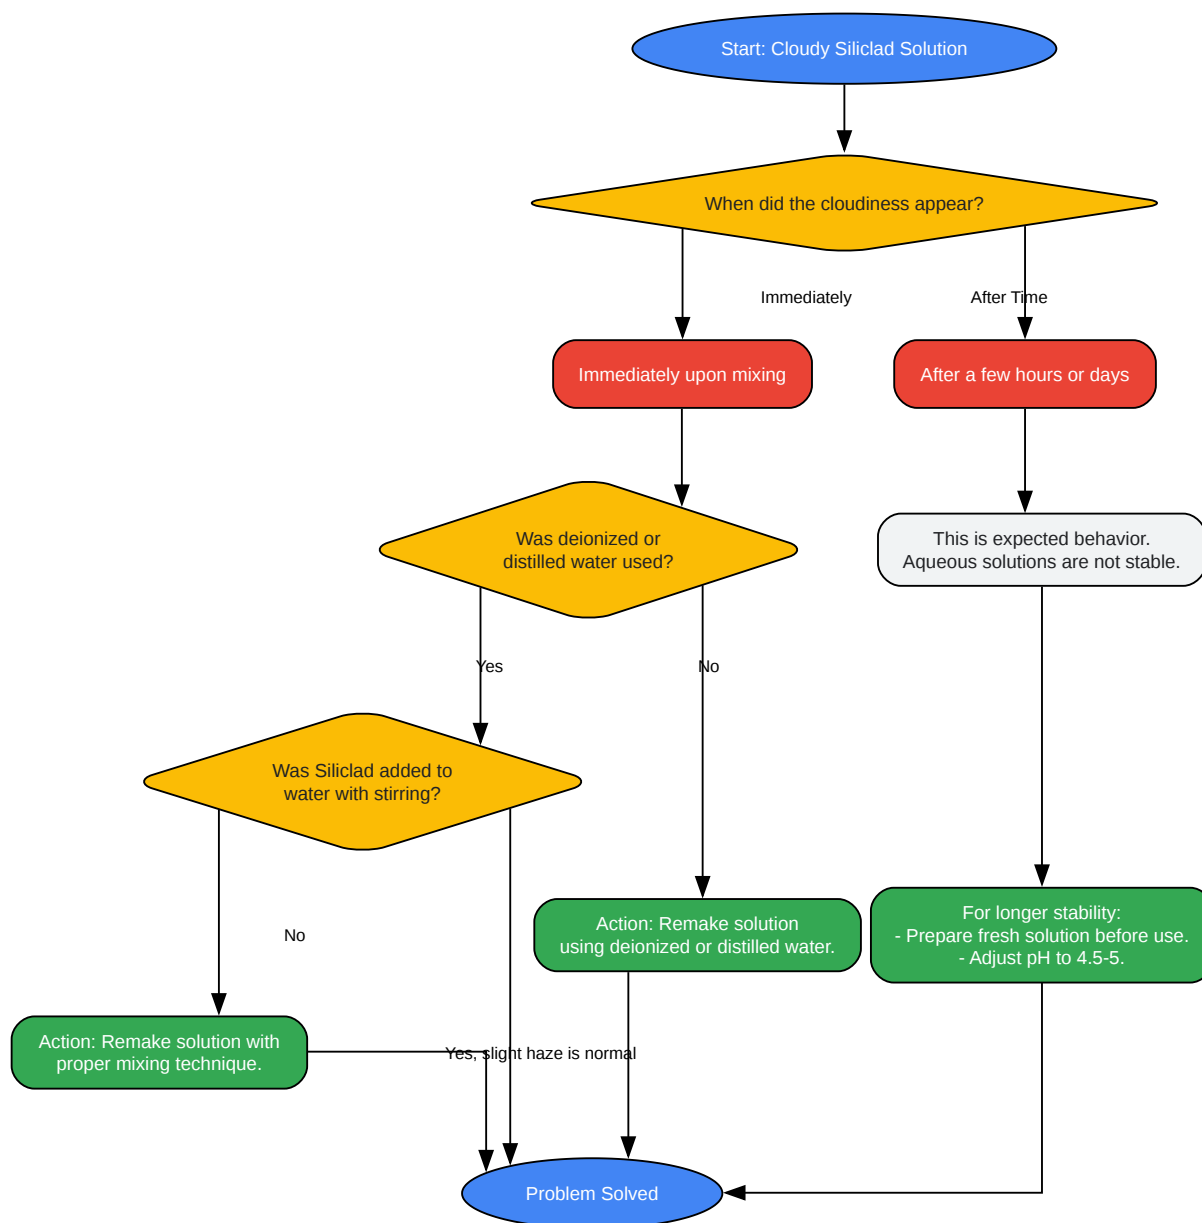 Start: Cloudy Siliclad Solution
When did the cloudiness appear?
Immediately
After Time
Immediately upon mixing
After a few hours or days
Was deionized or
distilled water used?
This is expected behavior.
Aqueous solutions are not stable.
Yes
No
Was Siliclad added to
water with stirring?
Action: Remake solution
using deionized or distilled water.
For longer stability:
- Prepare fresh solution before use.
- Adjust pH to 4.5-5.
No
Action: Remake solution with
proper mixing technique.
Yes, slight haze is normal
Problem Solved